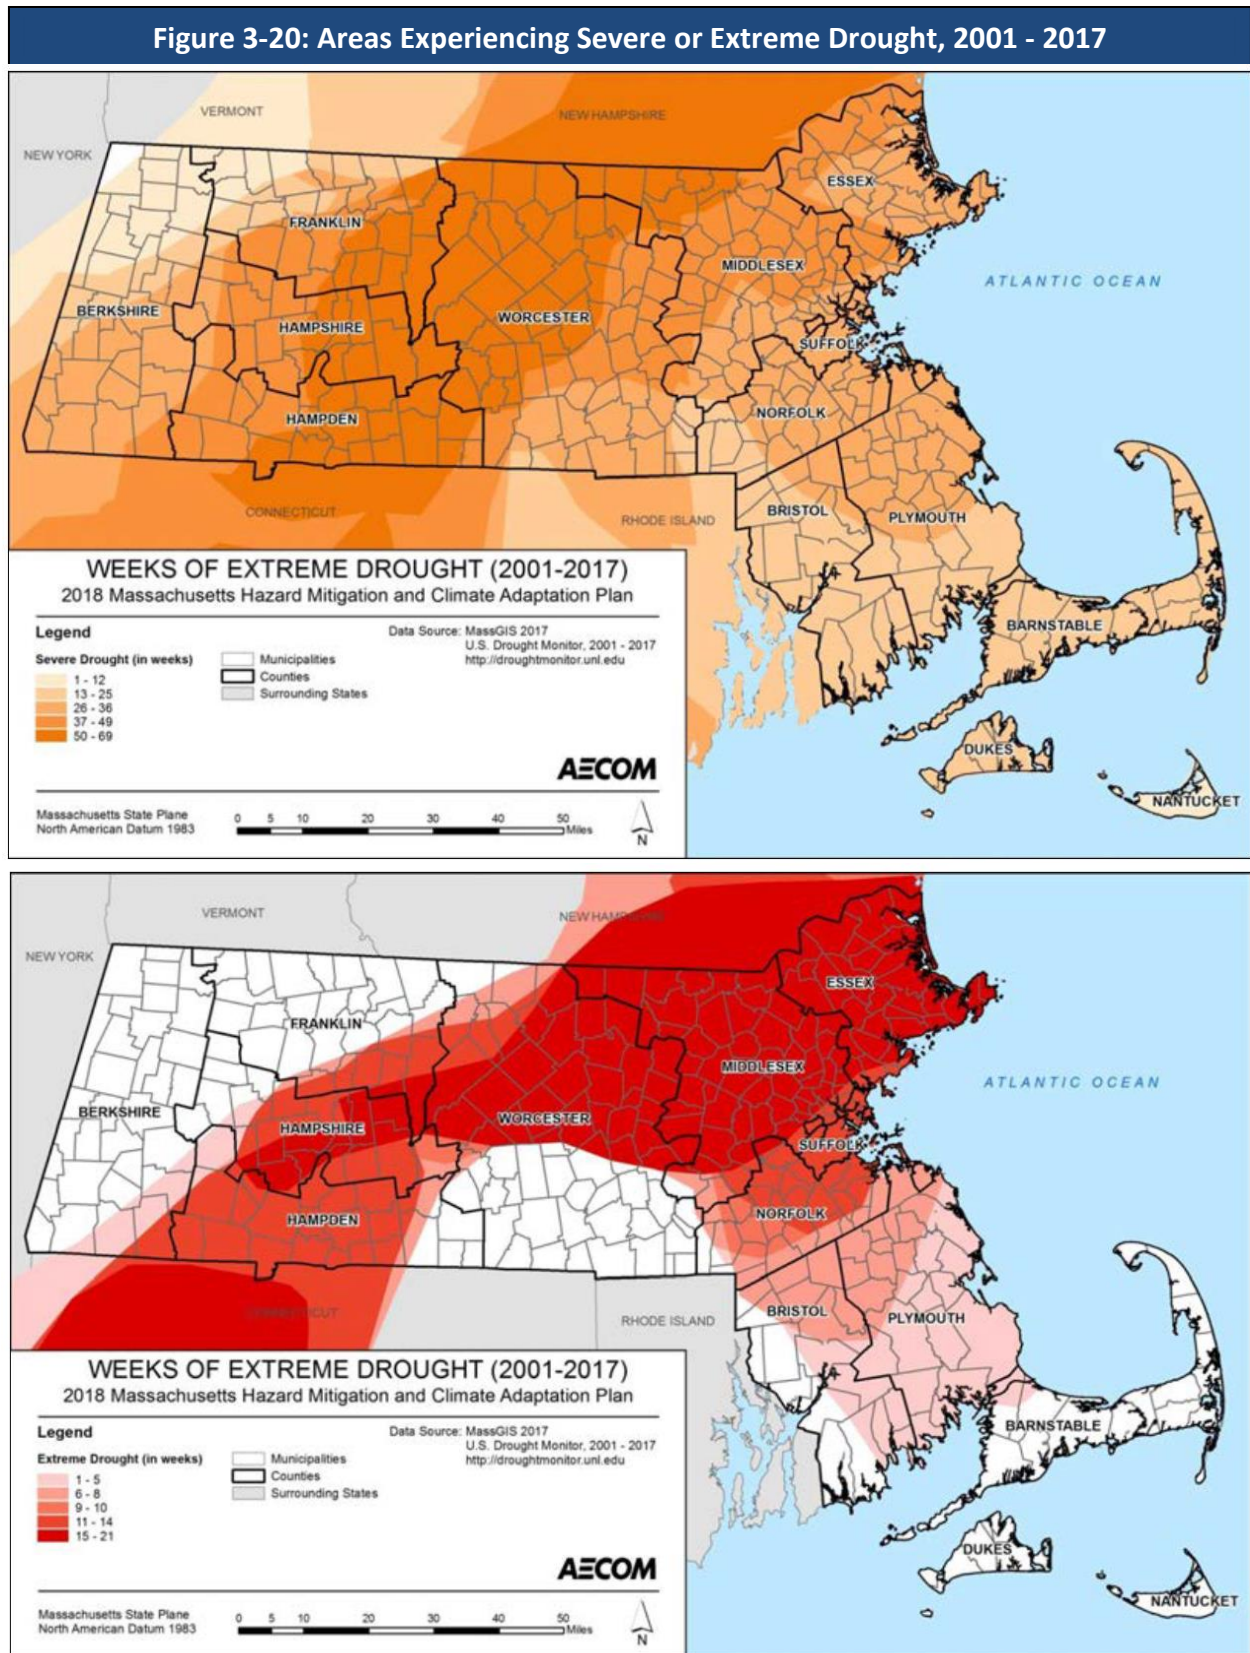 Figure 3-20: Areas Experiencing Severe or Extreme Drought, 2001 - 2017
VERMONT
NEW HAMPSHIRE
NEW YORK
ESSEX
FRANKLIN
MIDDLESEX
ATLANTIC OCEAN
BERKSHIRE
HAMPSHIRE
WORCESTER
SUFFOLK
HAMPDEN
NORFOLK
CONNECTICUT
RHODE ISLAND
BRISTOL
PLYMOUTH
BARNSTABLE
DUKES
NANTUCKET
WEEKS OF EXTREME DROUGHT (2001-2017)
2018 Massachusetts Hazard Mitigation and Climate Adaptation Plan
Legend
Data Source: MassGIS 2017
U.S. Drought Monitor, 2001 - 2017
http://droughtmonitor.unl.edu
Severe Drought (in weeks)
1 - 12
13 - 25
26 - 36
37 - 49
50 - 69
Municipalities
Counties
Surrounding States
AECOM
Massachusetts State Plane
North American Datum 1983
0 5 10 20 30 40 50
Miles
N
VERMONT
NEW HAMPSHIRE
NEW YORK
ESSEX
FRANKLIN
MIDDLESEX
ATLANTIC OCEAN
BERKSHIRE
HAMPSHIRE
WORCESTER
SUFFOLK
HAMPDEN
NORFOLK
CONNECTICUT
RHODE ISLAND
BRISTOL
PLYMOUTH
BARNSTABLE
DUKES
NANTUCKET
WEEKS OF EXTREME DROUGHT (2001-2017)
2018 Massachusetts Hazard Mitigation and Climate Adaptation Plan
Legend
Data Source: MassGIS 2017
U.S. Drought Monitor, 2001 - 2017
http://droughtmonitor.unl.edu
Extreme Drought (in weeks)
1 - 5
6 - 8
9 - 10
11 - 14
15 - 21
Municipalities
Counties
Surrounding States
AECOM
Massachusetts State Plane
North American Datum 1983
0 5 10 20 30 40 50
Miles
N